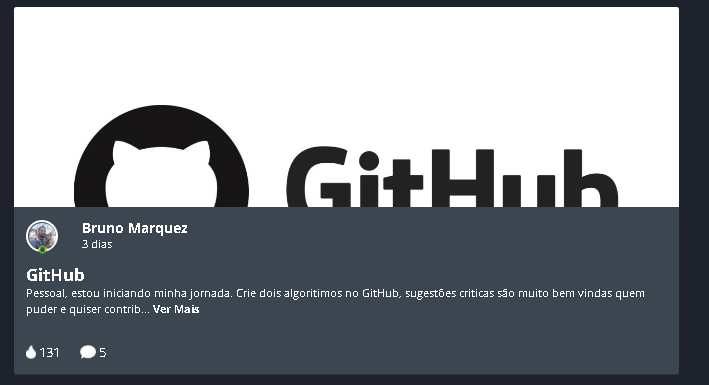 GitHub
Bruno Marquez
3 dias
GitHub
Pessoal, estou iniciando minha jornada. Crie dois algoritimos no GitHub, sugestões criticas são muito bem vindas quem
puder e quiser contrib... Ver Mais
131 5